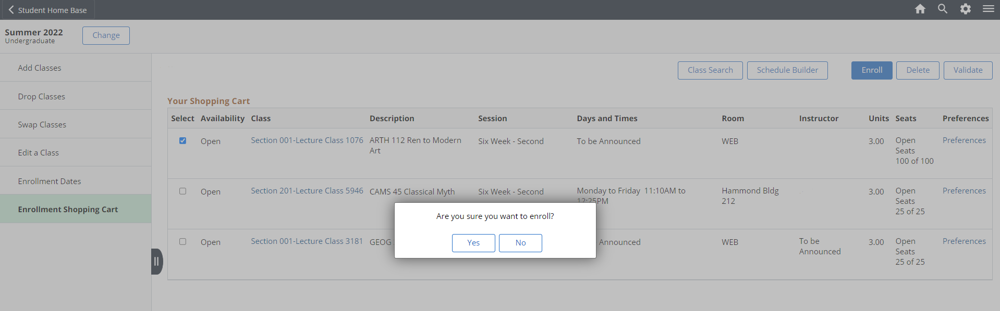 Student Home Base
Summer 2022
Undergraduate
Change
Add Classes
Drop Classes
Swap Classes
Edit a Class
Enrollment Dates
Enrollment Shopping Cart
Class Search Schedule Builder Enroll Delete Validate
Your Shopping Cart
Select Availability Class Description Session Days and Times Room Instructor Units Seats Preferences
Open Section 001-Lecture Class 1076 ARTH 112 Ren to Modern Six Week - Second To be Announced WEB 3.00 Open Preferences
Art Seats
100 of 100
Open Section 201-Lecture Class 5946 CAMS 45 Classical Myth Six Week - Second Monday to Friday 11:10AM to Hammond Bldg 3.00 Open Preferences
12:25PM 212 Seats
25 of 25
Are you sure you want to enroll?
Yes No
Open Section 001-Lecture Class 3181 GEOG Announced WEB To be 3.00 Open Preferences
Announced Seats
25 of 25